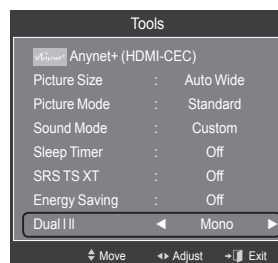 Tools
Anynet+ Anynet+ (HDMI-CEC)
Picture Size : Auto Wide
Picture Mode : Standard
Sound Mode : Custom
Sleep Timer : Off
SRS TS XT : Off
Energy Saving : Off
Dual l ll ◀ Mono ▶
Move Adjust Exit